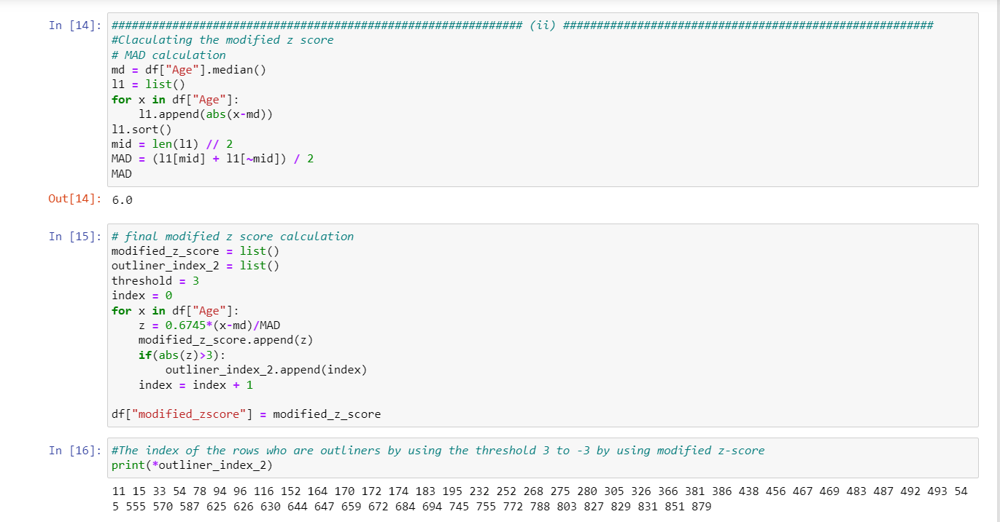 In [14]: ############################################################# (ii) #######################################################
#Claculating the modified z score
# MAD calculation
md = df["Age"].median()
l1 = list()
for x in df["Age"]:
    l1.append(abs(x-md))
l1.sort()
mid = len(l1) // 2
MAD = (l1[mid] + l1[~mid]) / 2
MAD
Out[14]: 6.0
In [15]: # final modified z score calculation
modified_z_score = list()
outliner_index_2 = list()
threshold = 3
index = 0
for x in df["Age"]:
    z = 0.6745*(x-md)/MAD
    modified_z_score.append(z)
    if(abs(z)>3):
        outliner_index_2.append(index)
    index = index + 1
df["modified_zscore"] = modified_z_score
In [16]: #The index of the rows who are outliners by using the threshold 3 to -3 by using modified z-score
print(*outliner_index_2)
11 15 33 54 78 94 96 116 152 164 170 172 174 183 195 232 252 268 275 280 305 326 366 381 386 438 456 467 469 483 487 492 493 54
5 555 570 587 625 626 630 644 647 659 672 684 694 745 755 772 788 803 827 829 831 851 879